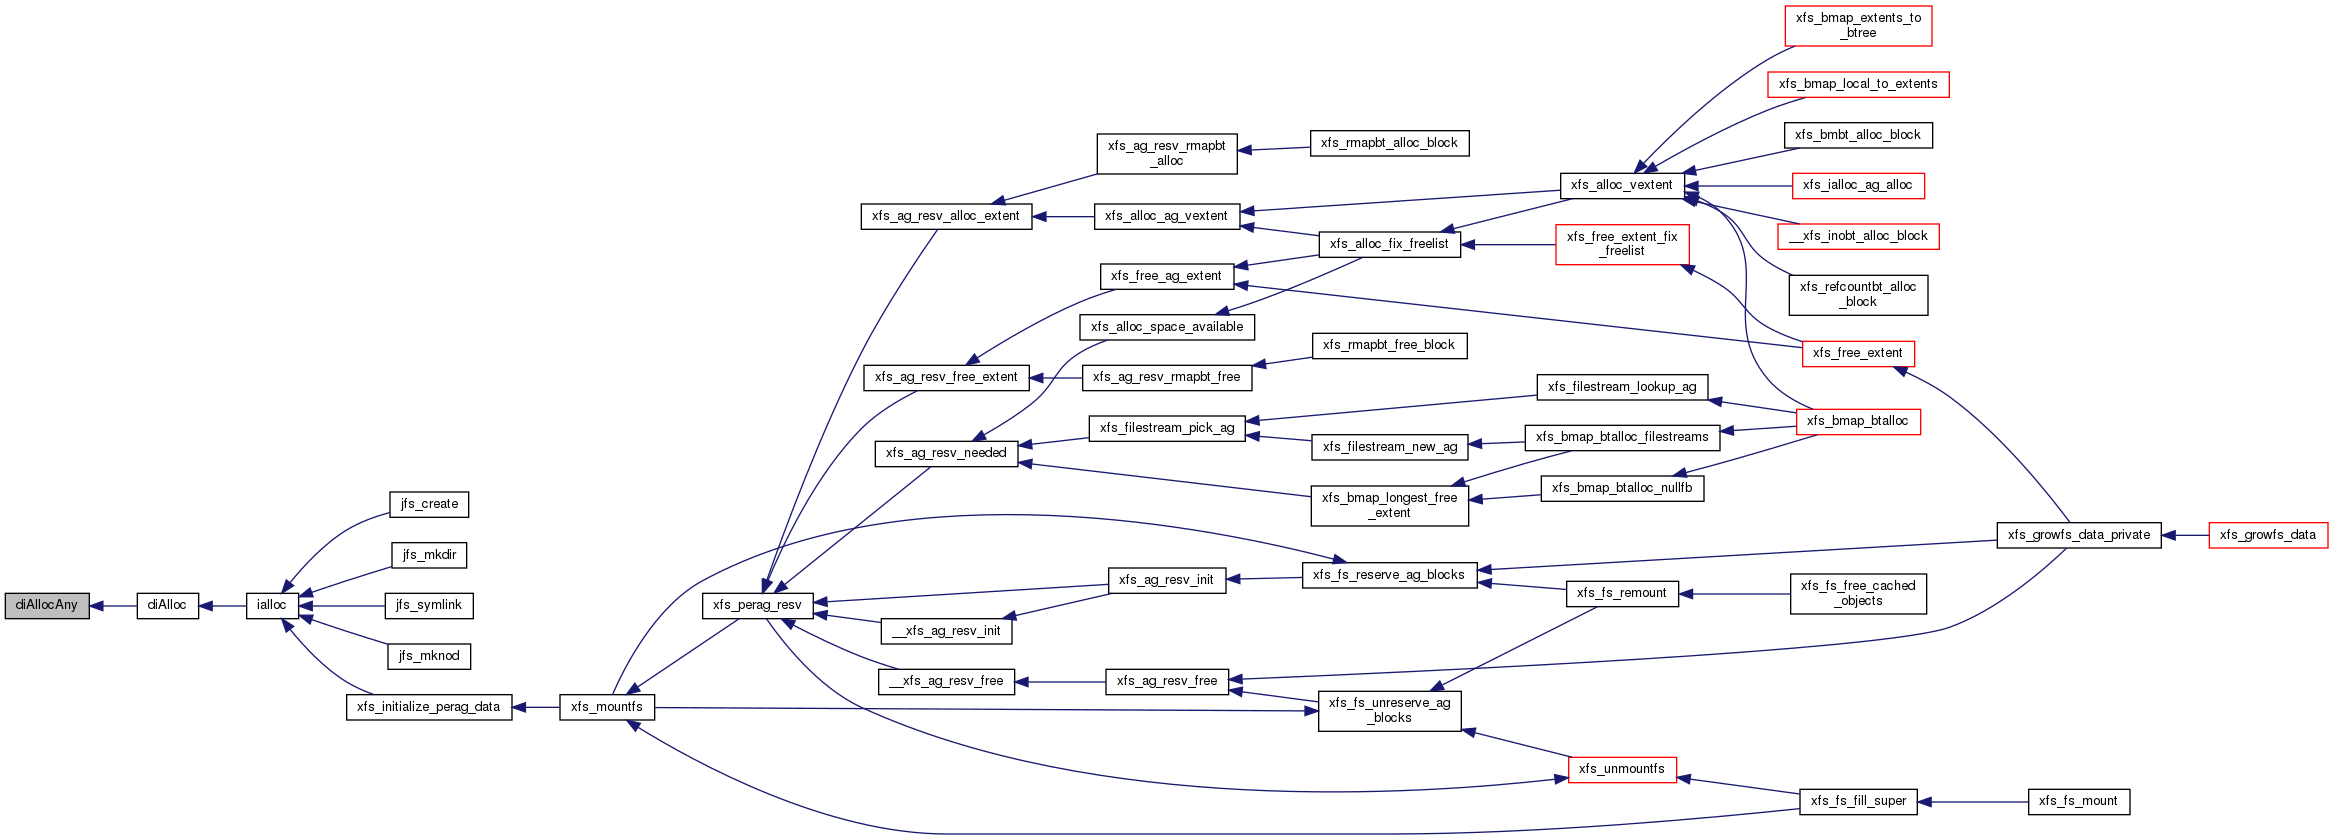 xfs_bmap_extents_to
_btree
xfs_bmap_local_to_extents
xfs_bmbt_alloc_block
xfs_ag_resv_rmapbt
_alloc
xfs_rmapbt_alloc_block
xfs_alloc_vextent
xfs_ialloc_ag_alloc
xfs_ag_resv_alloc_extent
xfs_alloc_ag_vextent
__xfs_inobt_alloc_block
xfs_alloc_fix_freelist
xfs_free_extent_fix
_freelist
xfs_free_ag_extent
xfs_refcountbt_alloc
_block
xfs_alloc_space_available
xfs_rmapbt_free_block
xfs_free_extent
xfs_ag_resv_free_extent
xfs_ag_resv_rmapbt_free
xfs_filestream_lookup_ag
xfs_bmap_btalloc
xfs_filestream_pick_ag
xfs_bmap_btalloc_filestreams
xfs_filestream_new_ag
xfs_ag_resv_needed
xfs_bmap_btalloc_nullfb
xfs_bmap_longest_free
_extent
jfs_create
xfs_growfs_data_private
xfs_growfs_data
jfs_mkdir
xfs_fs_reserve_ag_blocks
xfs_ag_resv_init
xfs_fs_remount
xfs_fs_free_cached
_objects
diAllocAny
diAlloc
ialloc
jfs_symlink
xfs_perag_resv
__xfs_ag_resv_init
jfs_mknod
__xfs_ag_resv_free
xfs_ag_resv_free
xfs_initialize_perag_data
xfs_mountfs
xfs_fs_unreserve_ag
_blocks
xfs_unmountfs
xfs_fs_fill_super
xfs_fs_mount